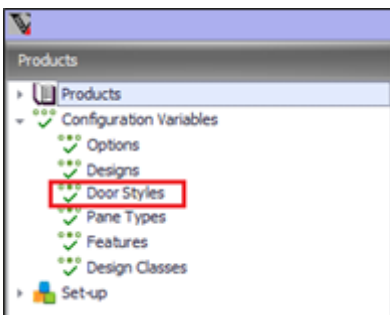 Products
Products
Configuration Variables
Options
Designs
Door Styles
Pane Types
Features
Design Classes
Set-up